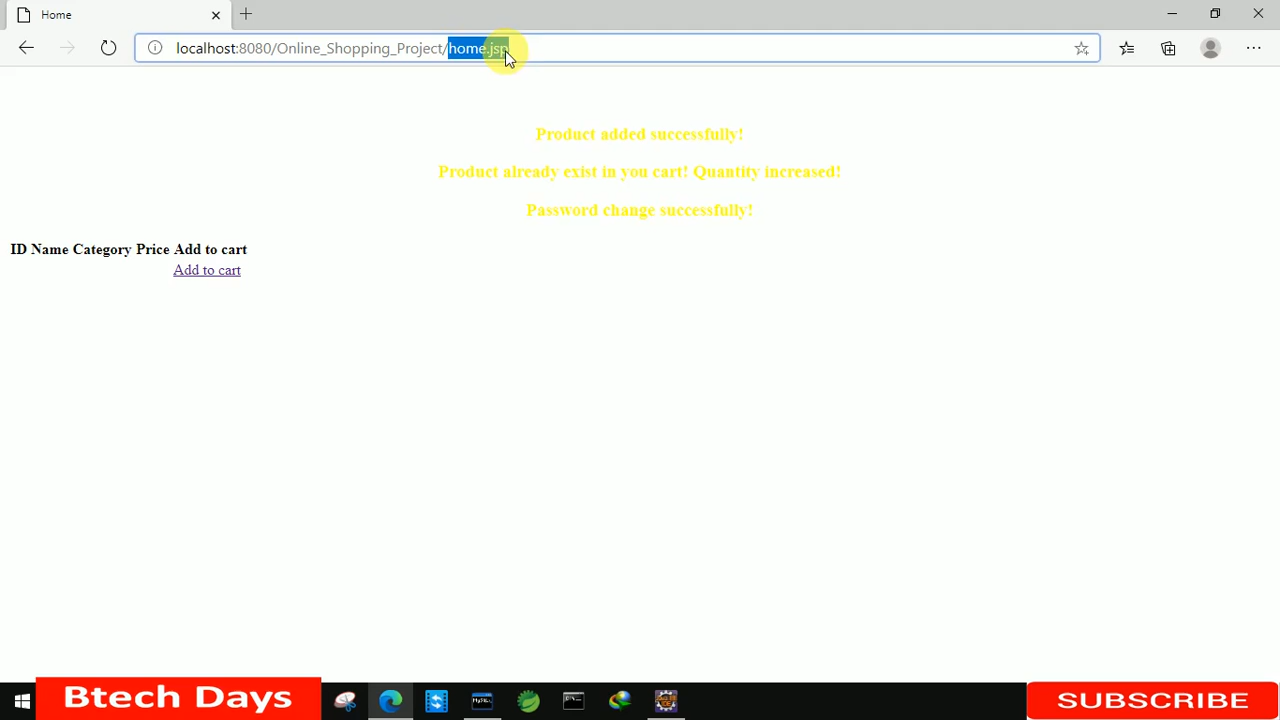 Home
localhost:8080/Online_Shopping_Project/home.jsp
Product added successfully!
Product already exist in you cart! Quantity increased!
Password change successfully!
ID Name Category Price Add to cart
Add to cart
Btech Days
SUBSCRIBE